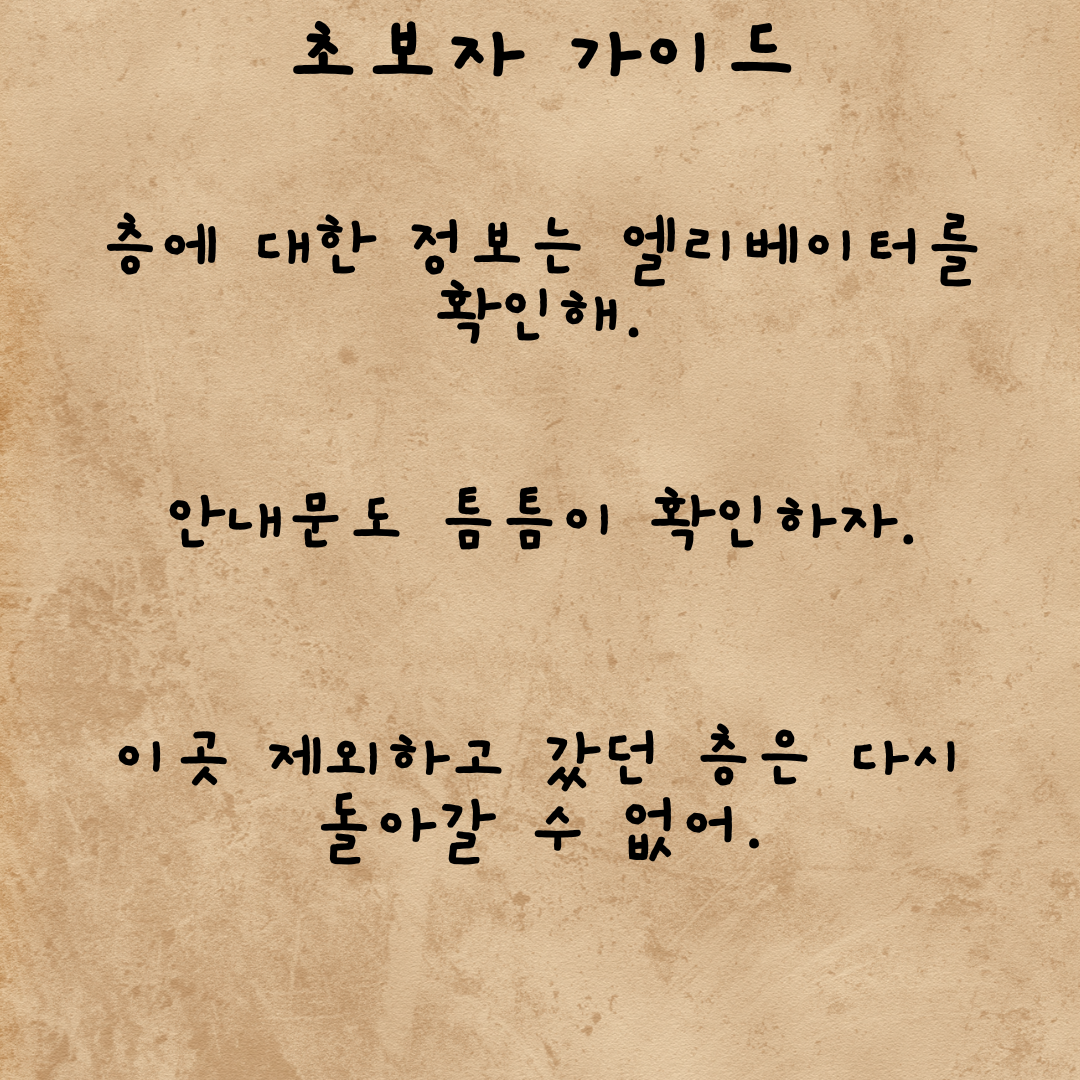 초보자 가이드
층에 대한 정보는 엘리베이터를
확인해.
안내문도 틈틈이 확인하자.
이곳 제외하고 갔던 층은 다시
돌아갈 수 없어.